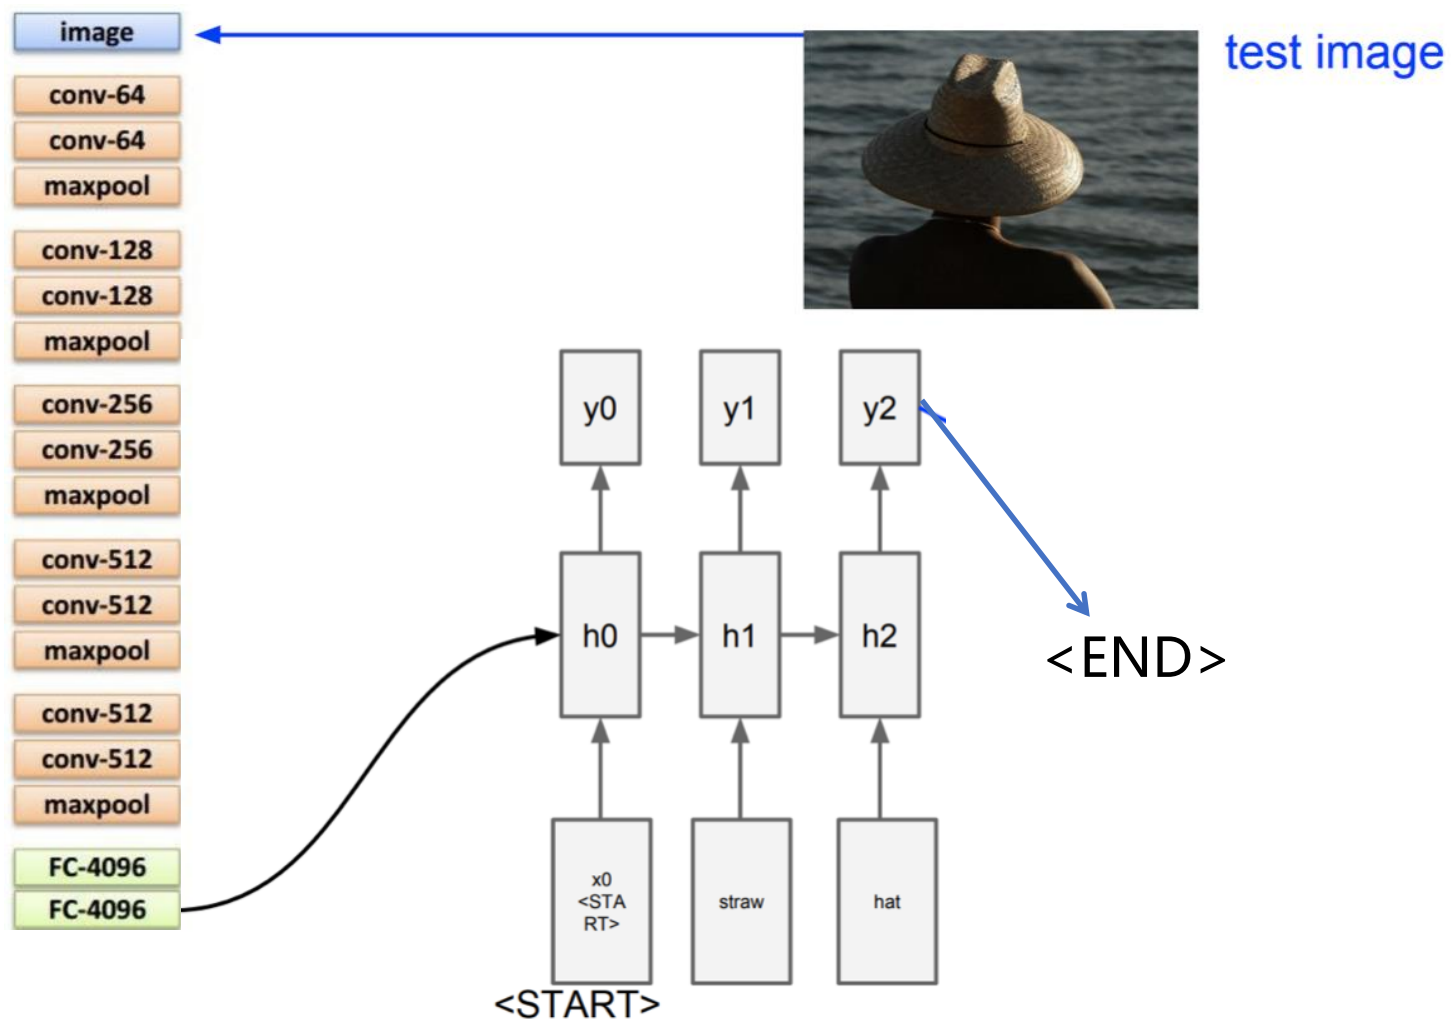 image
test image
conv-64
conv-64
maxpool
conv-128
conv-128
maxpool
conv-256
conv-256
maxpool
conv-512
conv-512
maxpool
conv-512
conv-512
maxpool
FC-4096
FC-4096
y0
y1
y2
h0
h1
h2
<END>
x0
<STA
RT>
straw
hat
<START>